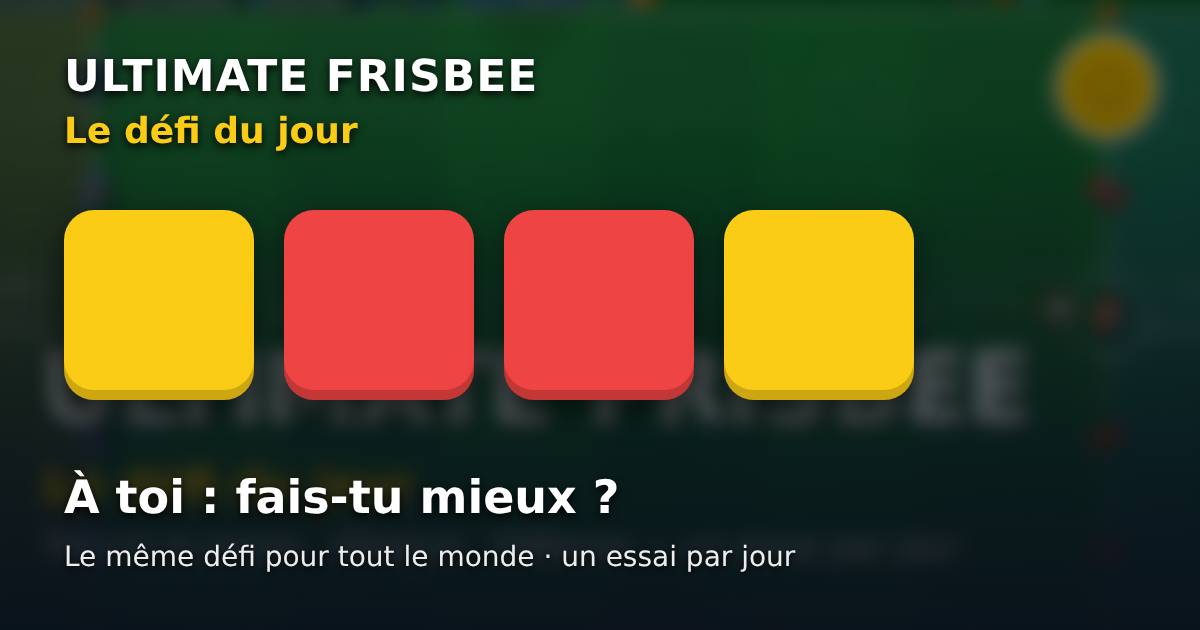 ULTIMATE FRISBEE
Le défi du jour
À toi : fais-tu mieux ?
Le même défi pour tout le monde · un essai par jour